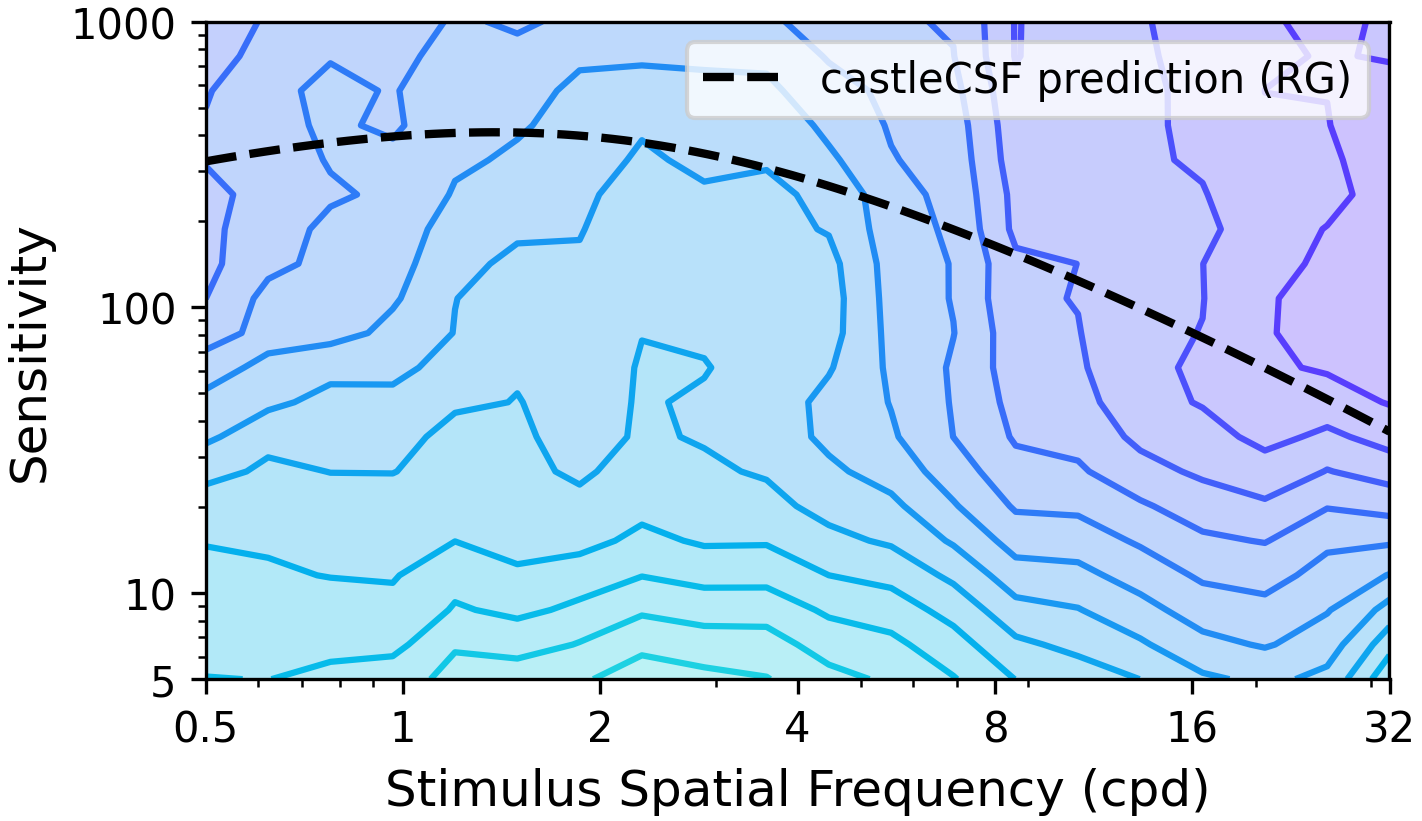 1000
100
10
5
Sensitivity
castleCSF prediction (RG)
0.5 1 2 4 8 16 32
Stimulus Spatial Frequency (cpd)